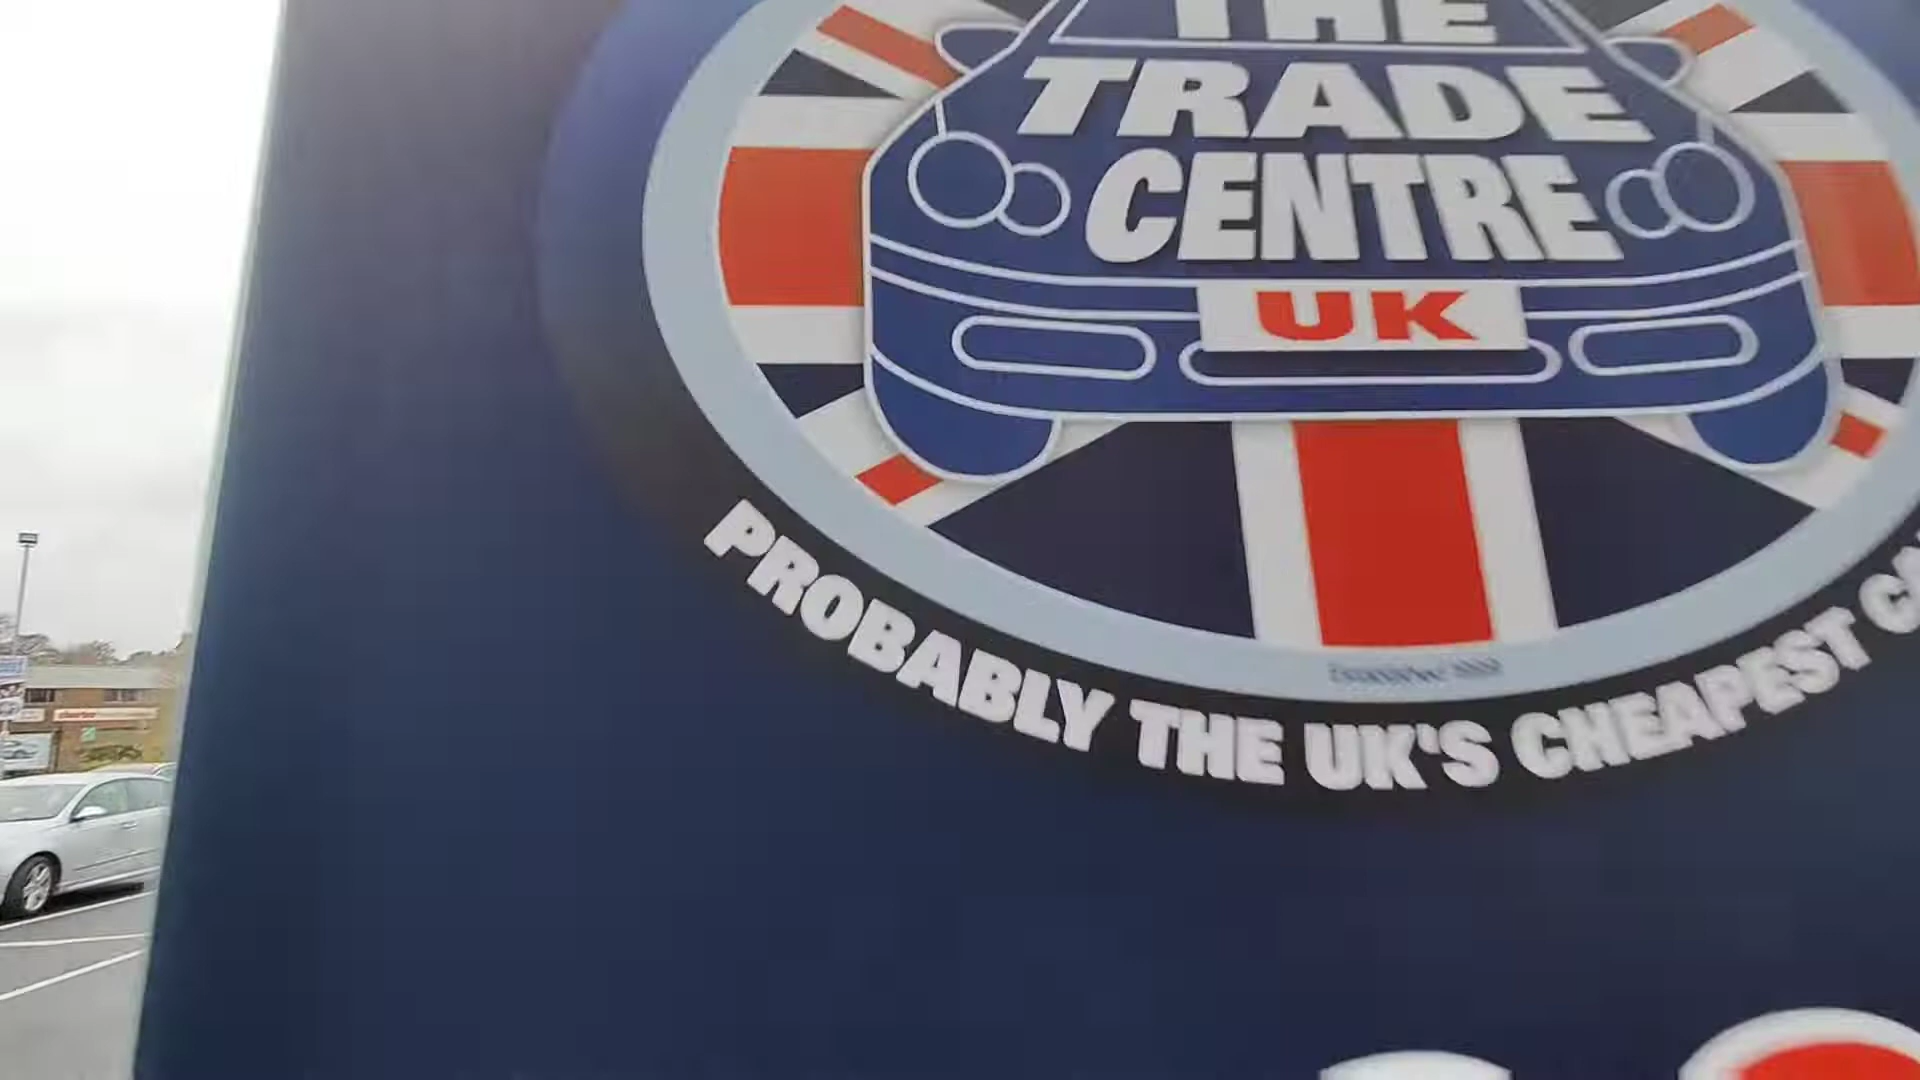 THE
TRADE
CENTRE
UK
PROBABLY THE UK'S CHEAPEST